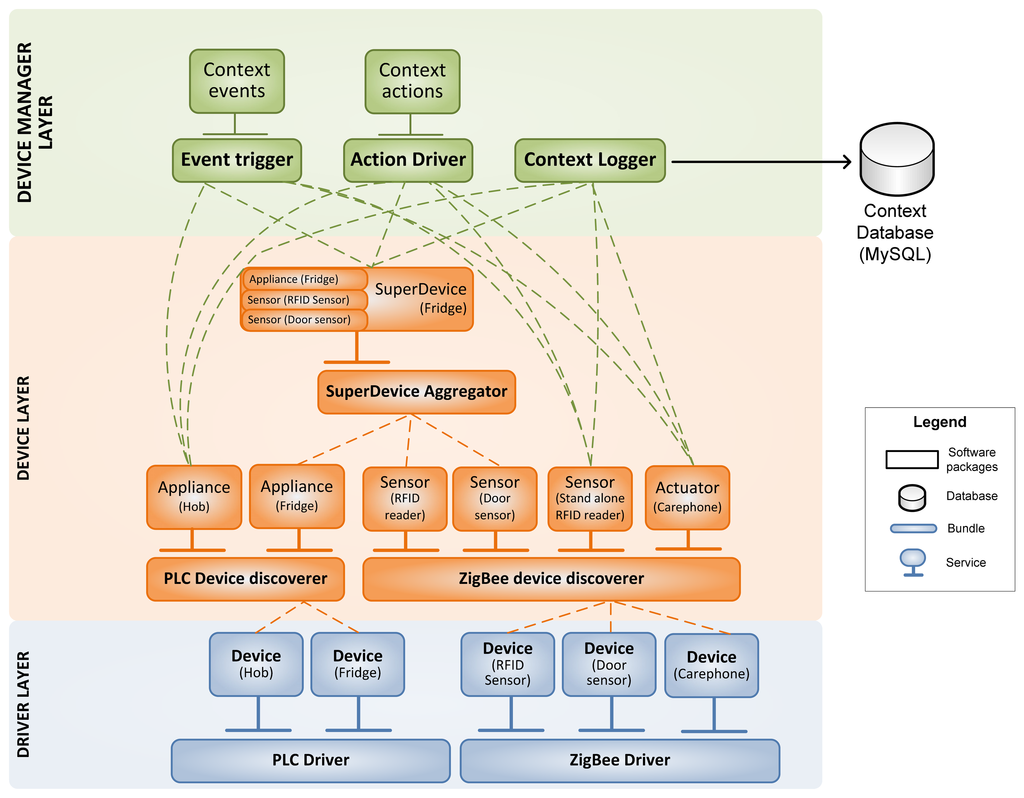 DEVICE MANAGER
LAYER
Context
events
Context
actions
Event trigger
Action Driver
Context Logger
Context
Database
(MySQL)
DEVICE LAYER
Appliance (Fridge)
Sensor (RFID Sensor)
Sensor (Door sensor)
SuperDevice
(Fridge)
SuperDevice Aggregator
Appliance
(Hob)
Appliance
(Fridge)
Sensor
(RFID
reader)
Sensor
(Door
sensor)
Sensor
(Stand alone
RFID reader)
Actuator
(Carephone)
PLC Device discoverer
ZigBee device discoverer
Legend
Software
packages
Database
Bundle
Service
DRIVER LAYER
Device
(Hob)
Device
(Fridge)
Device
(RFID
Sensor)
Device
(Door
sensor)
Device
(Carephone)
PLC Driver
ZigBee Driver